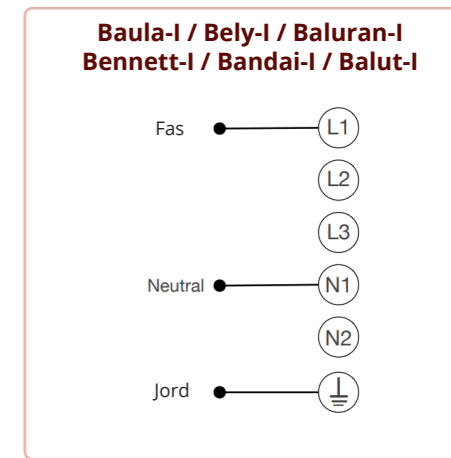 Baula-I / Bely-I / Baluran-I
Bennett-I / Bandai-I / Balut-I
Fas L1
L2
L3
Neutral N1
N2
Jord